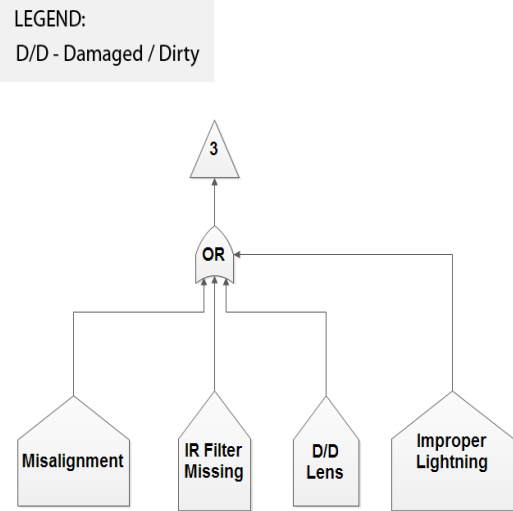 LEGEND:
D/D - Damaged / Dirty
3
OR
Misalignment
IR Filter
Missing
D/D
Lens
Improper
Lightning